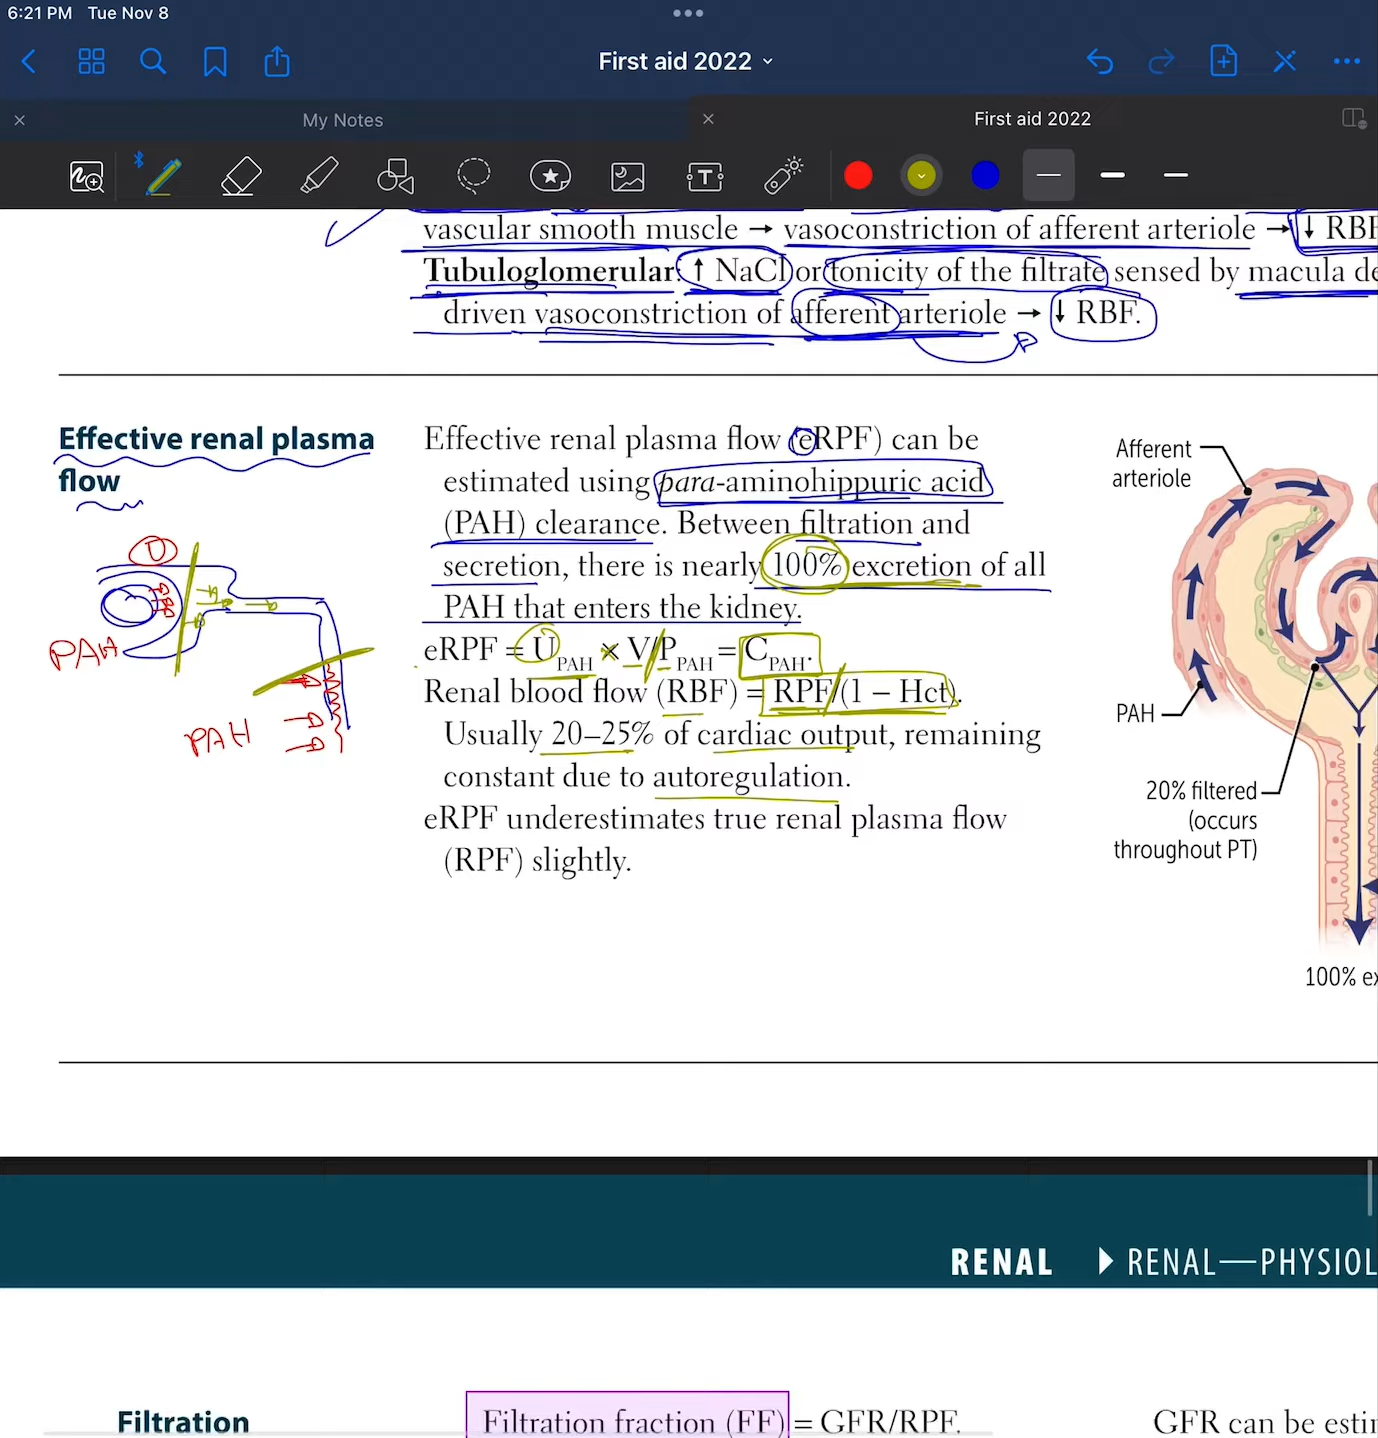 6:21 PM Tue Nov 8
First aid 2022
My Notes
First aid 2022
vascular smooth muscle → vasoconstriction of afferent arteriole → ↓ RBF
Tubuloglomerular: ↑ NaCl or tonicity of the filtrate sensed by macula de
driven vasoconstriction of afferent arteriole → ↓ RBF.
Effective renal plasma
flow
Effective renal plasma flow (eRPF) can be
estimated using para-aminohippuric acid
(PAH) clearance. Between filtration and
secretion, there is nearly 100% excretion of all
PAH that enters the kidney.
eRPF = U PAH × V/P PAH = C PAH.
Renal blood flow (RBF) = RPF/(1 − Hct).
Usually 20–25% of cardiac output, remaining
constant due to autoregulation.
eRPF underestimates true renal plasma flow
(RPF) slightly.
PAH
PAH
Afferent
arteriole
PAH
20% filtered
(occurs
throughout PT)
100% ex
RENAL ▶ RENAL—PHYSIOL
Filtration
Filtration fraction (FF) = GFR/RPF.
GFR can be esti